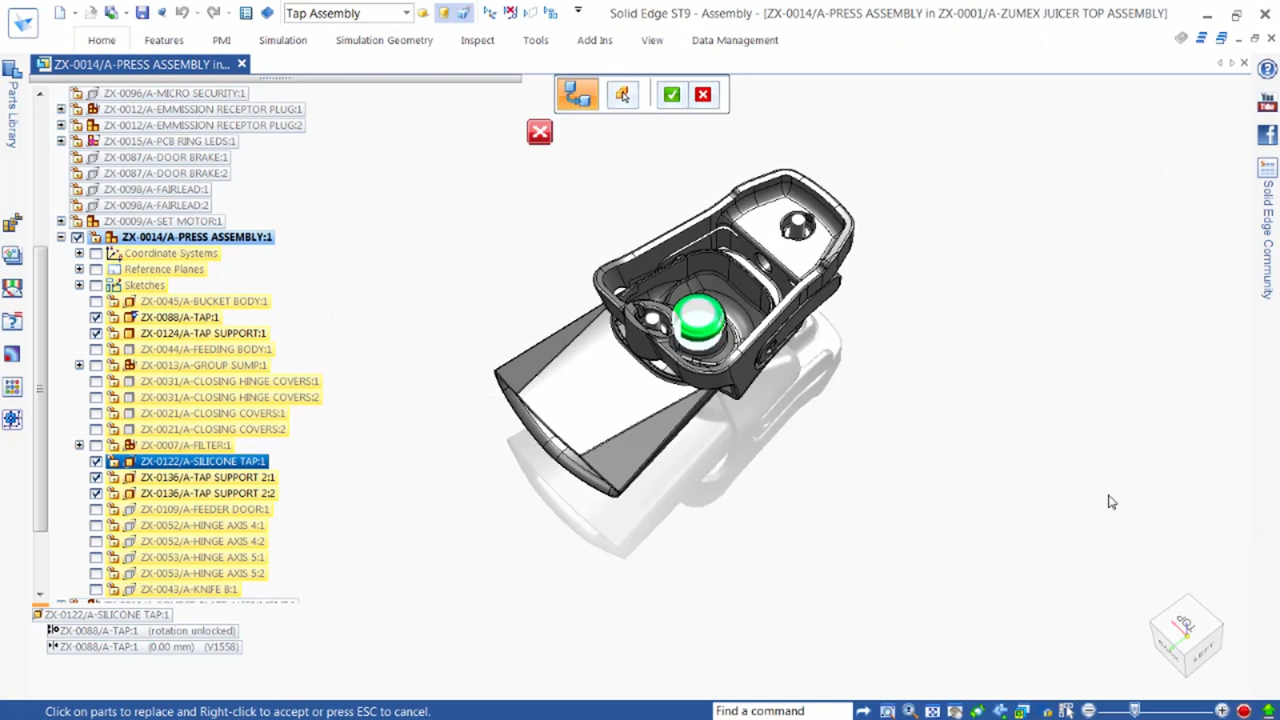 Tap Assembly
Solid Edge ST9 - Assembly - [ZX-0014/A-PRESS ASSEMBLY in ZX-0001/A-ZUMEX JUICER TOP ASSEMBLY]
Home
Features
PMI
Simulation
Simulation Geometry
Inspect
Tools
Add Ins
View
Data Management
ZX-0014/A-PRESS ASSEMBLY in...
Parts Library
ZX-0096/A-MICRO SECURITY:1
ZX-0012/A-EMMISSION RECEPTOR PLUG:1
ZX-0012/A-EMMISSION RECEPTOR PLUG:2
ZX-0015/A-PCB RING LEDS:1
ZX-0087/A-DOOR BRAKE:1
ZX-0087/A-DOOR BRAKE:2
ZX-0098/A-FAIRLEAD:1
ZX-0098/A-FAIRLEAD:2
ZX-0009/A-SET MOTOR:1
ZX-0014/A-PRESS ASSEMBLY:1
Coordinate Systems
Reference Planes
Sketches
ZX-0045/A-BUCKET BODY:1
ZX-0088/A-TAP:1
ZX-0124/A-TAP SUPPORT:1
ZX-0044/A-FEEDING BODY:1
ZX-0013/A-GROUP SUMP:1
ZX-0031/A-CLOSING HINGE COVERS:1
ZX-0031/A-CLOSING HINGE COVERS:2
ZX-0021/A-CLOSING COVERS:1
ZX-0021/A-CLOSING COVERS:2
ZX-0007/A-FILTER:1
ZX-0122/A-SILICONE TAP:1
ZX-0136/A-TAP SUPPORT 2:1
ZX-0136/A-TAP SUPPORT 2:2
ZX-0109/A-FEEDER DOOR:1
ZX-0052/A-HINGE AXIS 4:1
ZX-0052/A-HINGE AXIS 4:2
ZX-0053/A-HINGE AXIS 5:1
ZX-0053/A-HINGE AXIS 5:2
ZX-0043/A-KNIFE B:1
ZX-0122/A-SILICONE TAP:1
ZX-0088/A-TAP:1 (rotation unlocked)
ZX-0088/A-TAP:1 (0.00 mm) (V1558)
You Tube
Solid Edge Community
TOP
LEFT
Click on parts to replace and Right-click to accept or press ESC to cancel.
Find a command